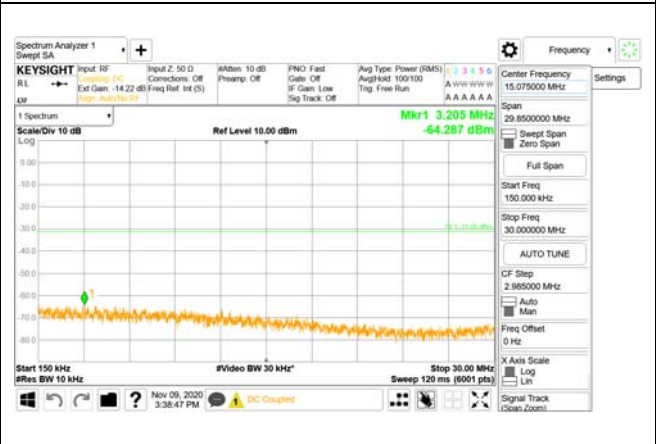 Spectrum Analyzer 1
Swept SA
Frequency
KEYSIGHT
RL
Input: RF
Coupling: DC
Ext Gain: -14.22 dB
Align: Auto/No RF
Input Z: 50 Ω
Corrections: Off
Freq Ref: Int (S)
#Atten: 10 dB
Preamp: Off
PNO: Fast
Gate: Off
IF Gain: Low
Sig Track: Off
Avg Type: Power (RMS)
Avg|Hold: 100/100
Trig: Free Run
1 2 3 4 5 6
A W W W W W
A A A A A A
Center Frequency
15.075000 MHz
Settings
1 Spectrum
Mkr1 3.205 MHz
Scale/Div 10 dB
Ref Level 10.00 dBm
-64.287 dBm
Log
Span
29.8500000 MHz
Swept Span
Zero Span
Full Span
Start Freq
150.000 kHz
Stop Freq
30.000000 MHz
AUTO TUNE
CF Step
2.985000 MHz
Auto
Man
Freq Offset
0 Hz
X Axis Scale
Log
Lin
Signal Track
(Span Zoom)
0.00
-10.0
-20.0
-30.0
-40.0
-50.0
-60.0
-70.0
-80.0
1
Start 150 kHz
#Video BW 30 kHz*
Stop 30.00 MHz
#Res BW 10 kHz
Sweep 120 ms (6001 pts)
?
Nov 09, 2020
3:38:47 PM
1
DC Coupled